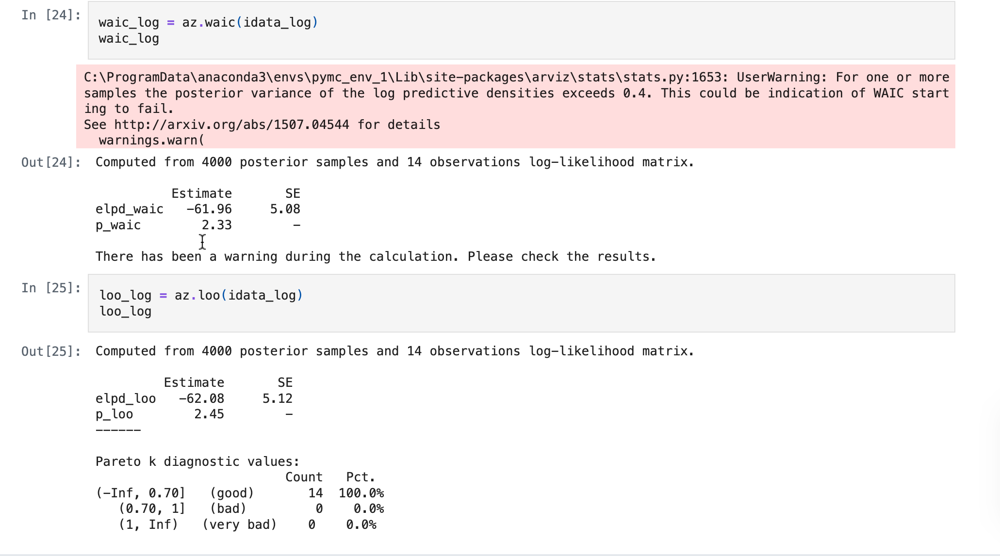 In [24]:
waic_log = az.waic(idata_log)
waic_log
C:\ProgramData\anaconda3\envs\pymc_env_1\Lib\site-packages\arviz\stats\stats.py:1653: UserWarning: For one or more
samples the posterior variance of the log predictive densities exceeds 0.4. This could be indication of WAIC start
ing to fail.
See http://arxiv.org/abs/1507.04544 for details
  warnings.warn(
Out[24]: Computed from 4000 posterior samples and 14 observations log-likelihood matrix.
          Estimate       SE
elpd_waic   -61.96     5.08
p_waic        2.33        -
There has been a warning during the calculation. Please check the results.
In [25]:
loo_log = az.loo(idata_log)
loo_log
Out[25]: Computed from 4000 posterior samples and 14 observations log-likelihood matrix.
         Estimate       SE
elpd_loo   -62.08     5.12
p_loo        2.45        -
------
Pareto k diagnostic values:
                         Count   Pct.
(-Inf, 0.70]   (good)       14  100.0%
   (0.70, 1]   (bad)         0    0.0%
   (1, Inf)   (very bad)    0    0.0%